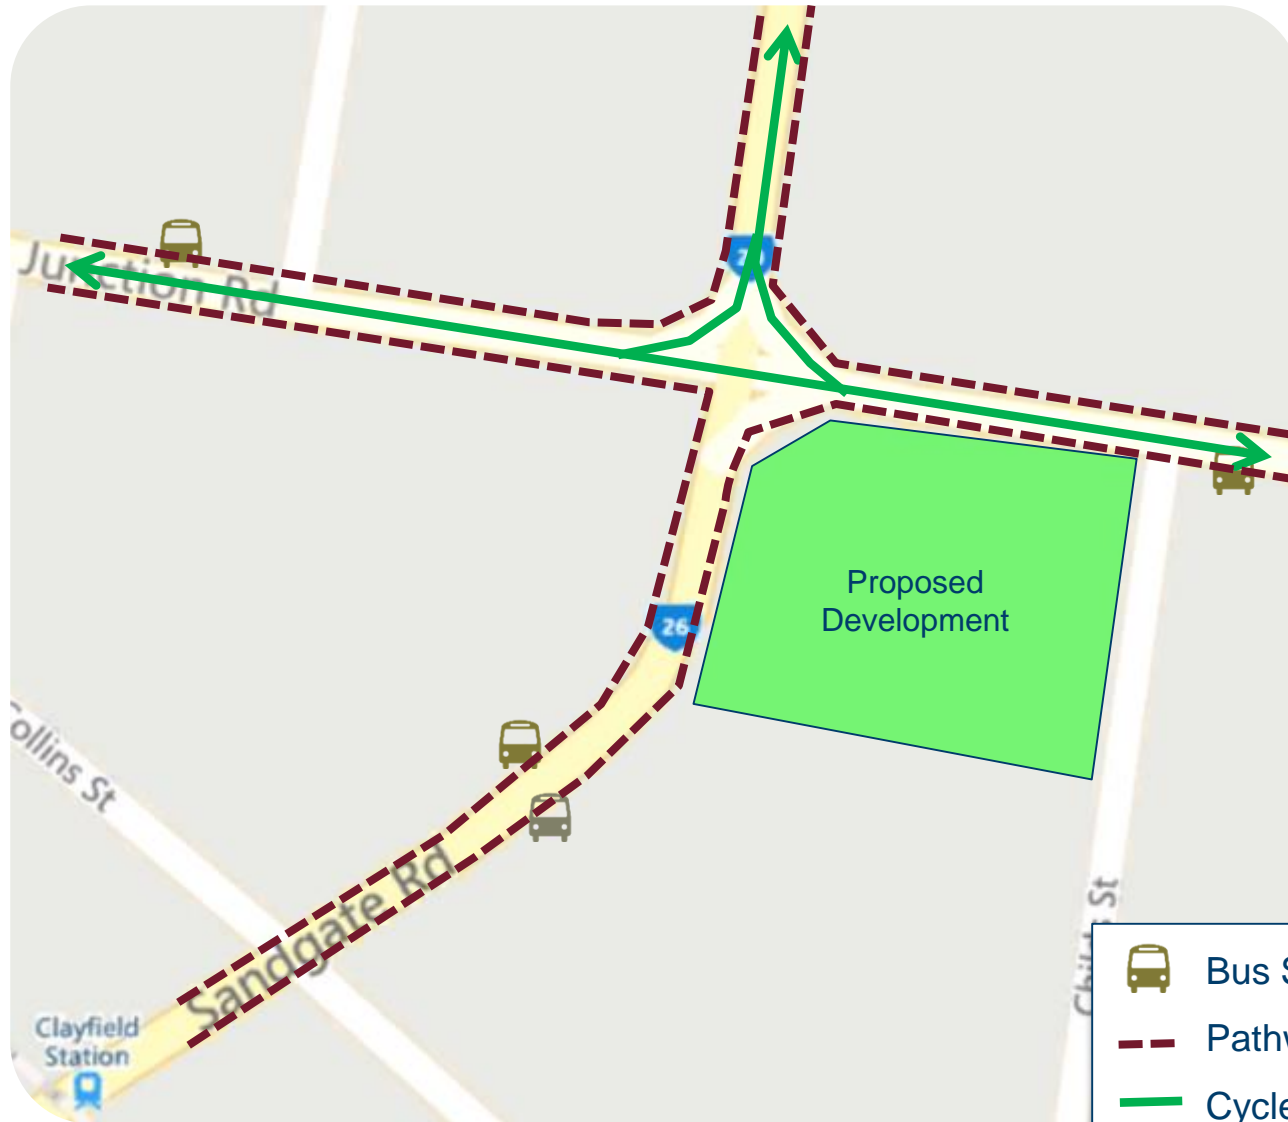 Junction Rd
Proposed
Development
26
Collins St
Sandgate Rd
Clayfield
Station
Bus S
Pathw
Cycle